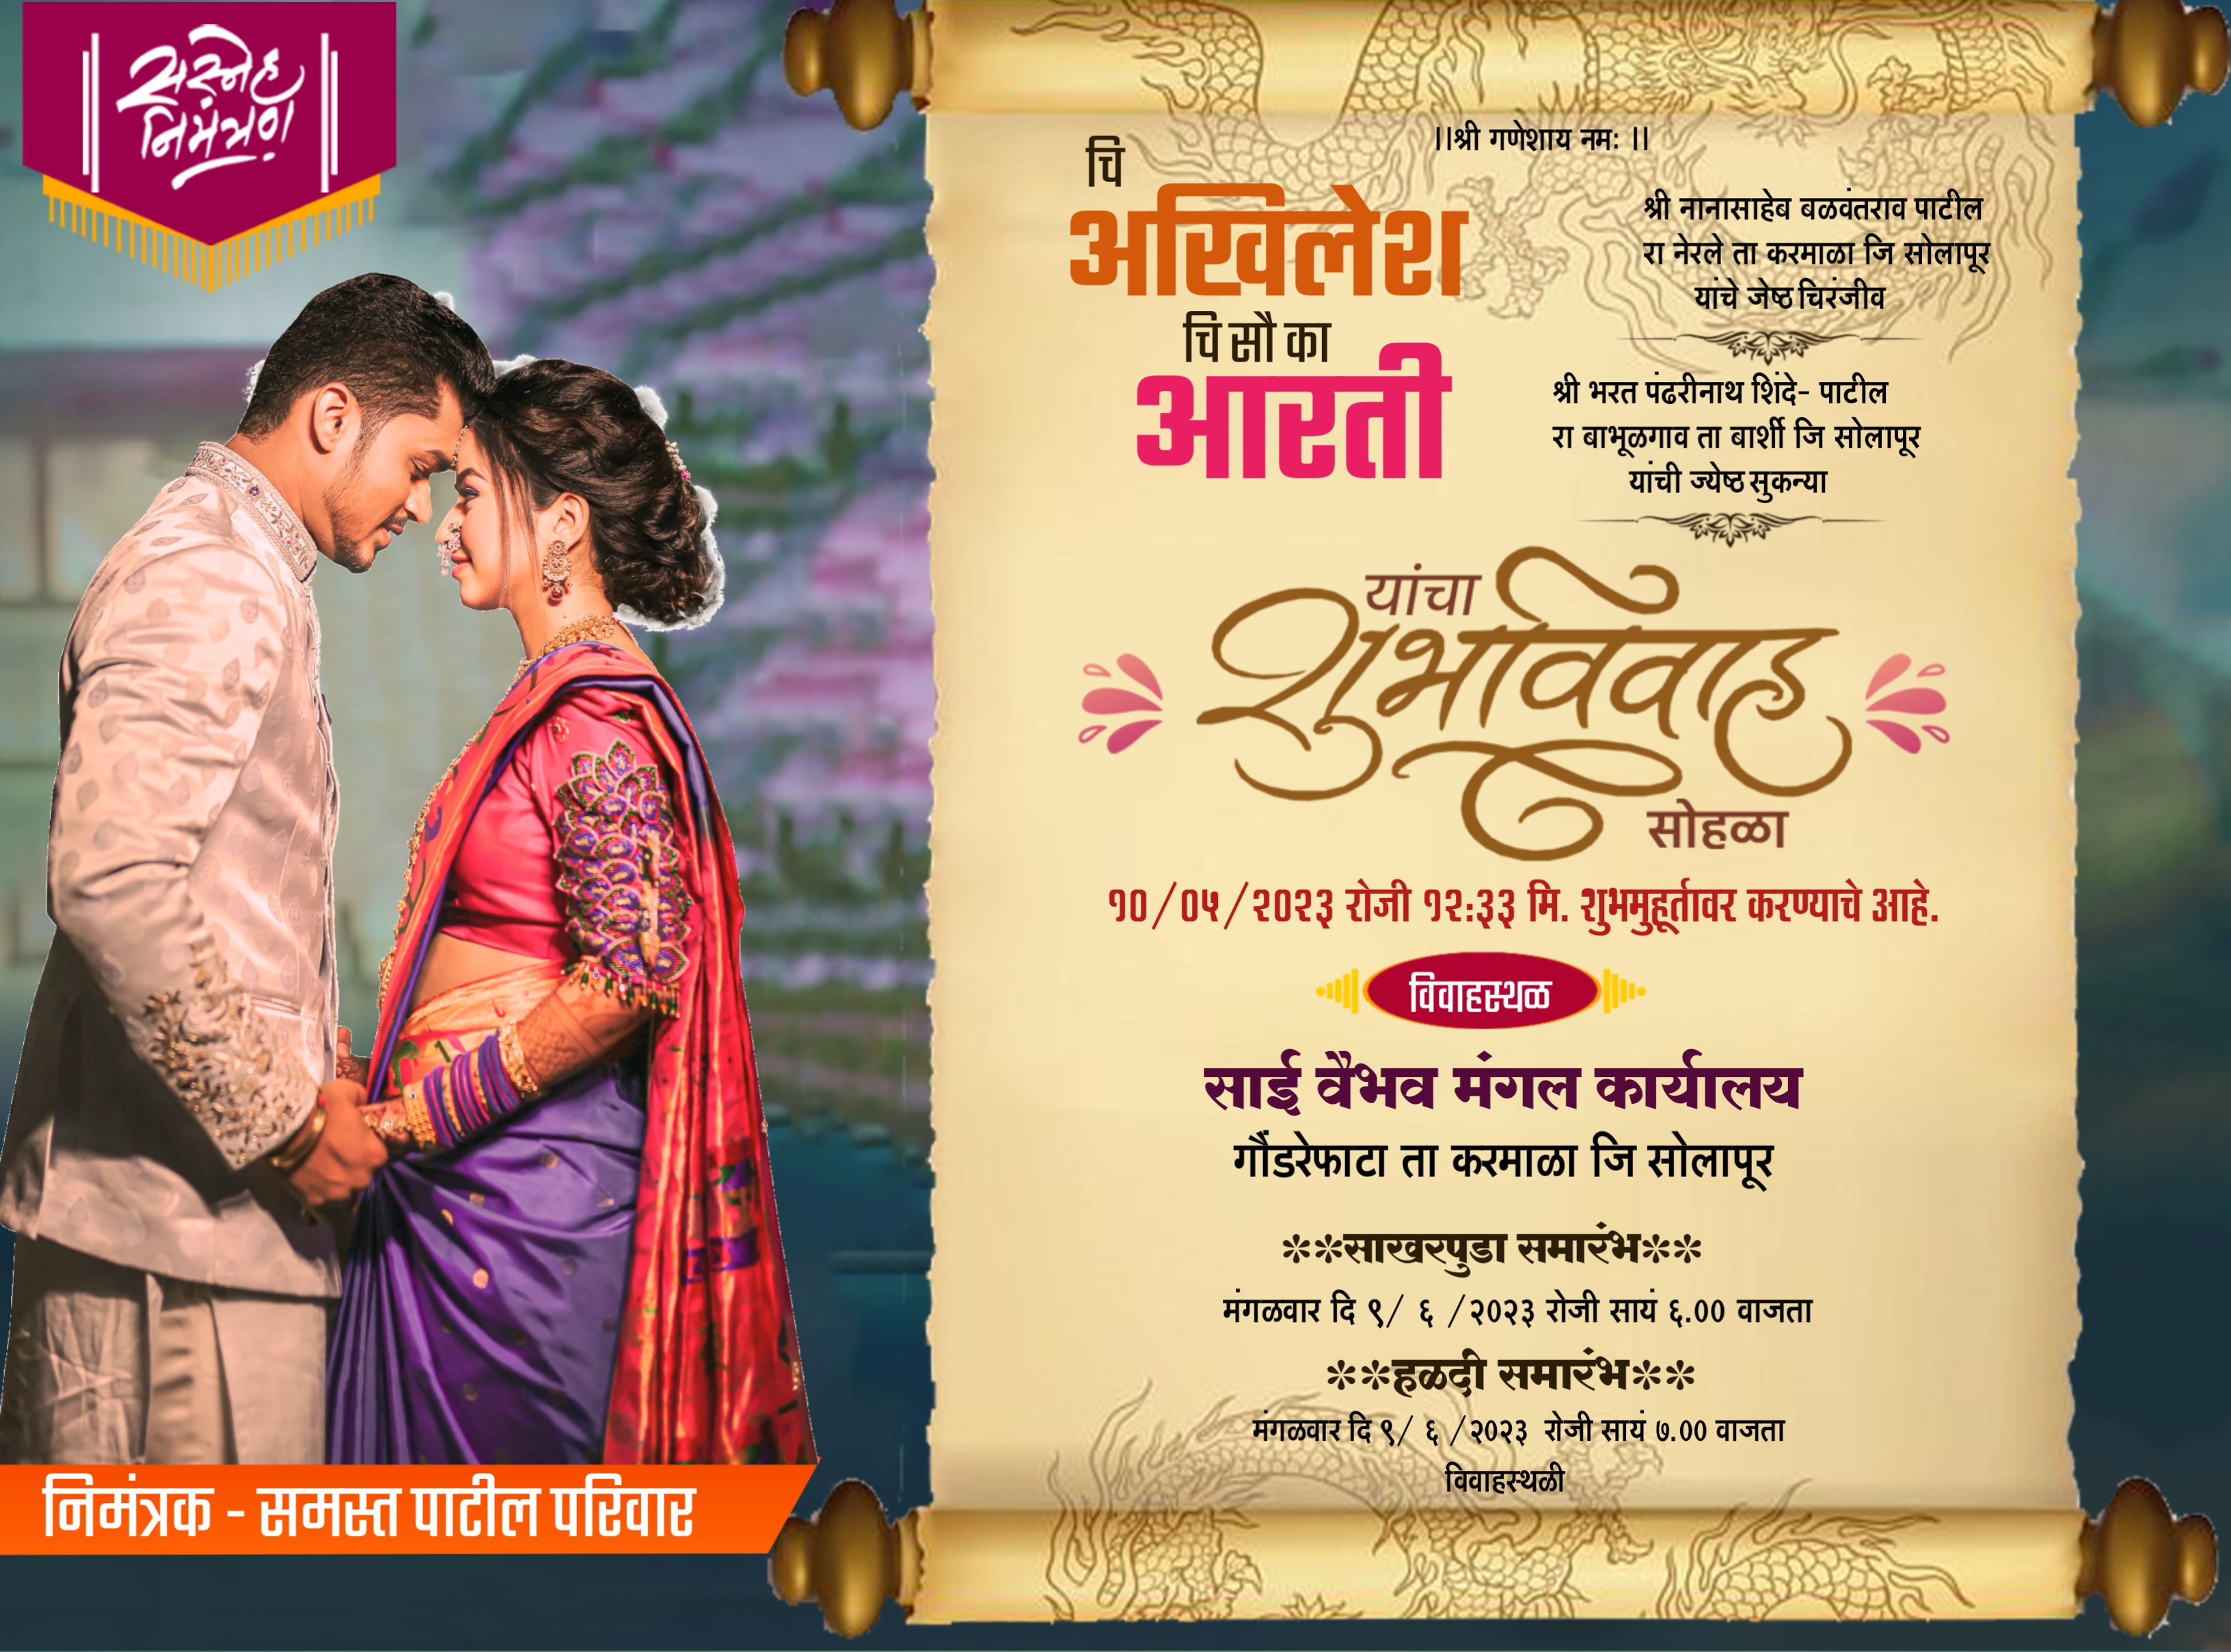 सस्नेह
निमंत्रण
।।श्री गणेशाय नमः ।।
चि
अखिलेश
श्री नानासाहेब बळवंतराव पाटील
रा नेरले ता करमाळा जि सोलापूर
यांचे जेष्ठ चिरंजीव
चि सौ का
आरती
श्री भरत पंढरीनाथ शिंदे- पाटील
रा बाभूळगाव ता बार्शी जि सोलापूर
यांची ज्येष्ठ सुकन्या
यांचा
शुभविवाह
सोहळा
१०/०५/२०२३ रोजी १२:३३ मि. शुभमुहूर्तावर करण्याचे आहे.
विवाहस्थळ
साई वैभव मंगल कार्यालय
गौंडरेफाटा ता करमाळा जि सोलापूर
**साखरपुडा समारंभ**
मंगळवार दि ९/ ६ /२०२३ रोजी सायं ६.०० वाजता
**हळदी समारंभ**
मंगळवार दि ९/ ६ /२०२३ रोजी सायं ७.०० वाजता
विवाहस्थळी
निमंत्रक - समस्त पाटील परिवार